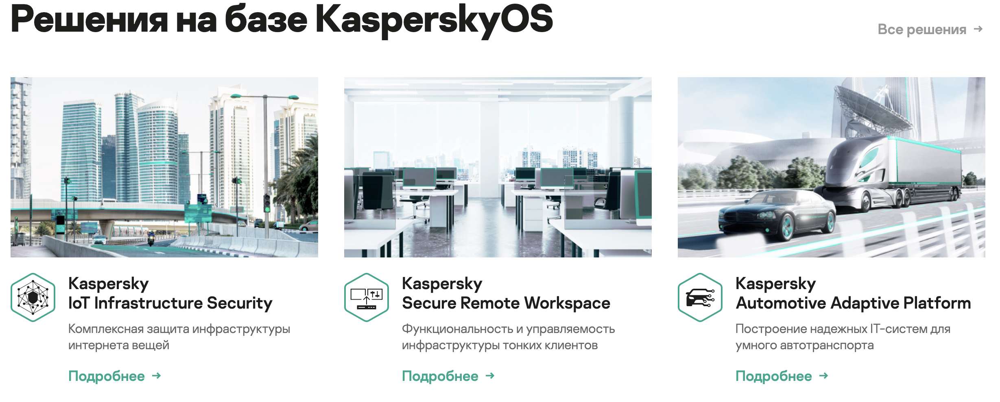 Решения на базе KasperskyOS
Все решения →
Kaspersky
IoT Infrastructure Security
Комплексная защита инфраструктуры
интернета вещей
Подробнее →
Kaspersky
Secure Remote Workspace
Функциональность и управляемость
инфраструктуры тонких клиентов
Подробнее →
Kaspersky
Automotive Adaptive Platform
Построение надежных IT-систем для
умного автотранспорта
Подробнее →